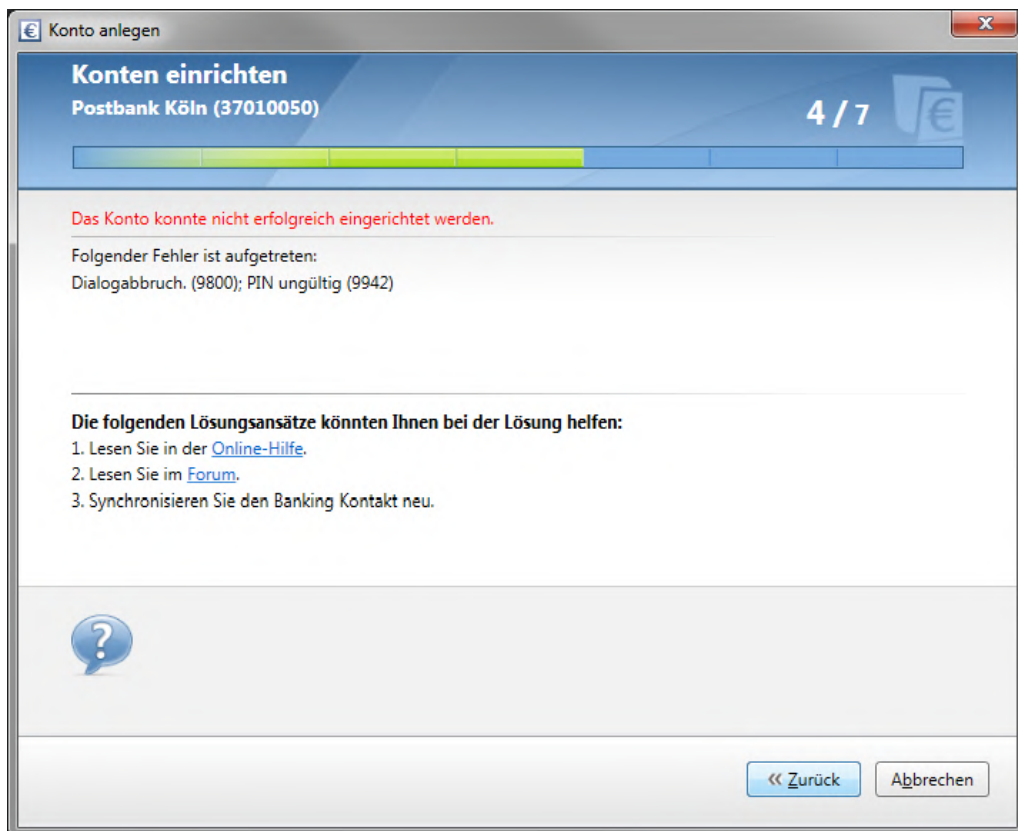 Konto anlegen
Konten einrichten
Postbank Köln (37010050)
4 / 7
Das Konto konnte nicht erfolgreich eingerichtet werden.
Folgender Fehler ist aufgetreten:
Dialogabbruch. (9800); PIN ungültig (9942)
Die folgenden Lösungsansätze könnten Ihnen bei der Lösung helfen:
1. Lesen Sie in der Online-Hilfe.
2. Lesen Sie im Forum.
3. Synchronisieren Sie den Banking Kontakt neu.
« Zurück
Abbrechen